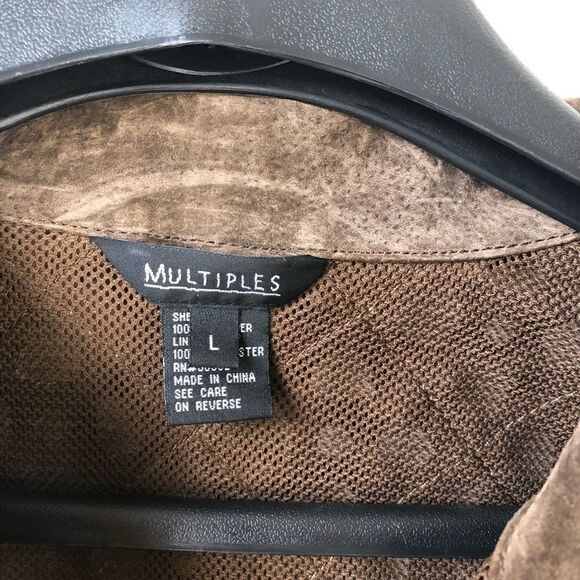 MULTIPLES
L
SHE
100 ER
LIN
100 STER
RN#
MADE IN CHINA
SEE CARE
ON REVERSE